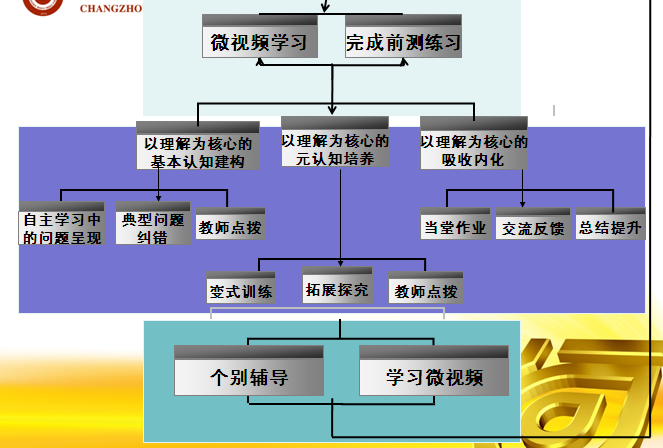 CHANGZHO
微视频学习
完成前测练习
以理解为核心的
基本认知建构
以理解为核心的
元认知培养
以理解为核心的
吸收内化
自主学习中
的问题呈现
典型问题
纠错
教师点拨
当堂作业
交流反馈
总结提升
变式训练
拓展探究
教师点拨
个别辅导
学习微视频